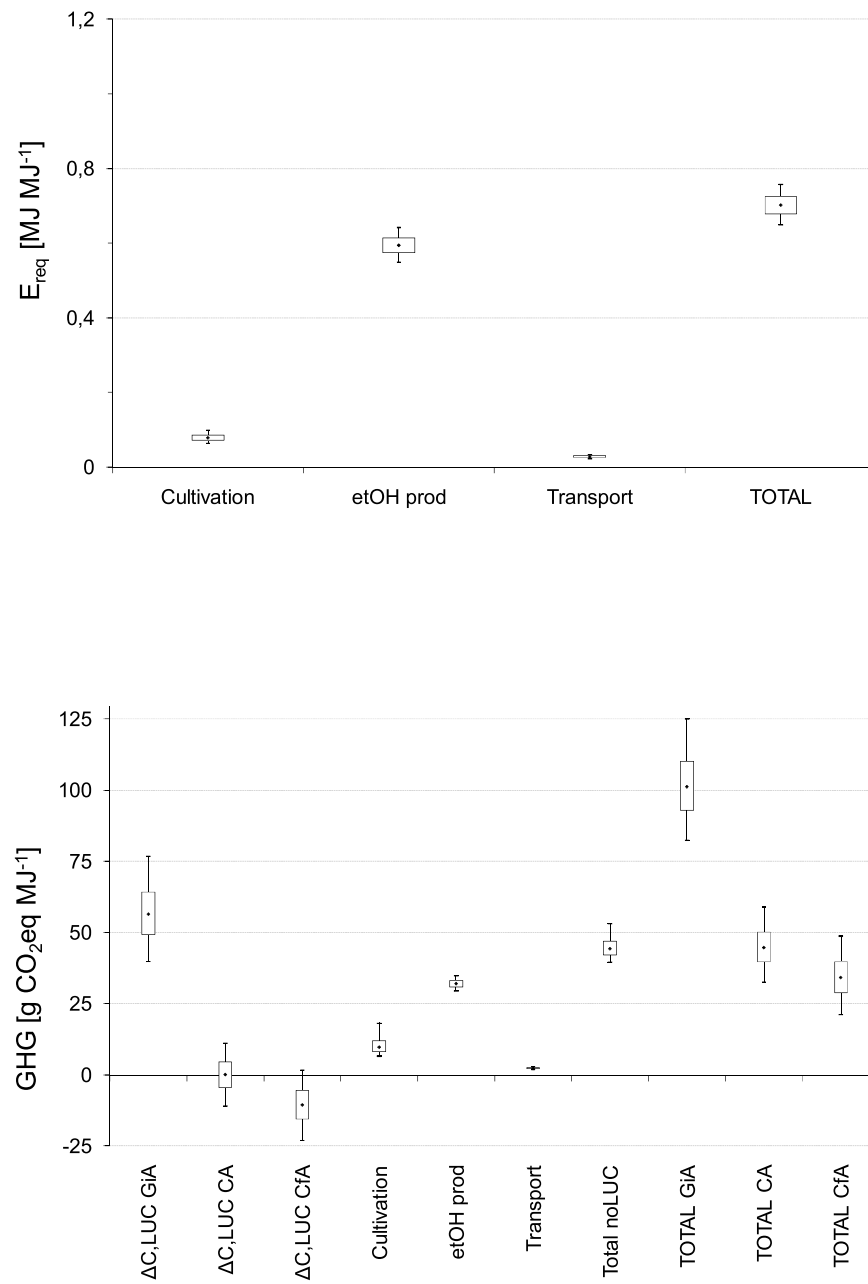 1,2
0,8
0,4
0
E_req [MJ MJ⁻¹]
Cultivation etOH prod Transport TOTAL
125
100
75
50
25
0
-25
GHG [g CO₂eq MJ⁻¹]
ΔC,LUC GiA
ΔC,LUC CA
ΔC,LUC CfA
Cultivation
etOH prod
Transport
Total noLUC
TOTAL GiA
TOTAL CA
TOTAL CfA